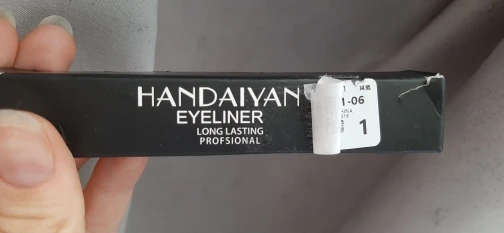 HANDAIYAN
EYELINER
LONG LASTING
PROFSIONAL
1-06
1